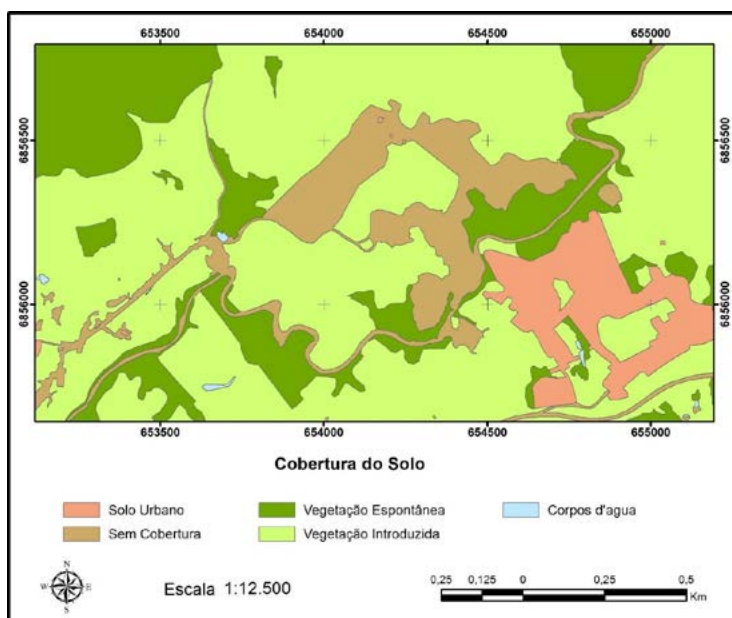 653500 654000 654500 655000
6856500 6856500
6856000 6856000
653500 654000 654500 655000
Cobertura do Solo
Solo Urbano Vegetação Espontânea Corpos d'agua
Sem Cobertura Vegetação Introduzida
N
W E
S
Escala 1:12.500
0,25 0,125 0 0,25 0,5
Km